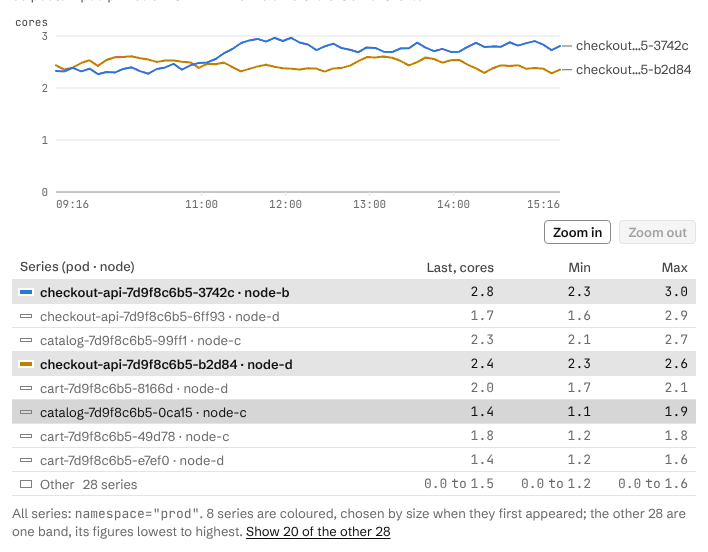 cores
3
checkout…5-3742c
checkout…5-b2d84
2
1
0
09:16 11:00 12:00 13:00 14:00 15:16
Zoom in Zoom out
Series (pod · node) Last, cores Min Max
checkout-api-7d9f8c6b5-3742c · node-b 2.8 2.3 3.0
checkout-api-7d9f8c6b5-6ff93 · node-d 1.7 1.6 2.9
catalog-7d9f8c6b5-99ff1 · node-c 2.3 2.1 2.7
checkout-api-7d9f8c6b5-b2d84 · node-d 2.4 2.3 2.6
cart-7d9f8c6b5-8166d · node-d 2.0 1.7 2.1
catalog-7d9f8c6b5-0ca15 · node-c 1.4 1.1 1.9
cart-7d9f8c6b5-49d78 · node-c 1.8 1.2 1.8
cart-7d9f8c6b5-e7ef0 · node-d 1.4 1.2 1.6
Other 28 series 0.0 to 1.5 0.0 to 1.2 0.0 to 1.6
All series: namespace="prod". 8 series are coloured, chosen by size when they first appeared; the other 28 are
one band, its figures lowest to highest. Show 20 of the other 28